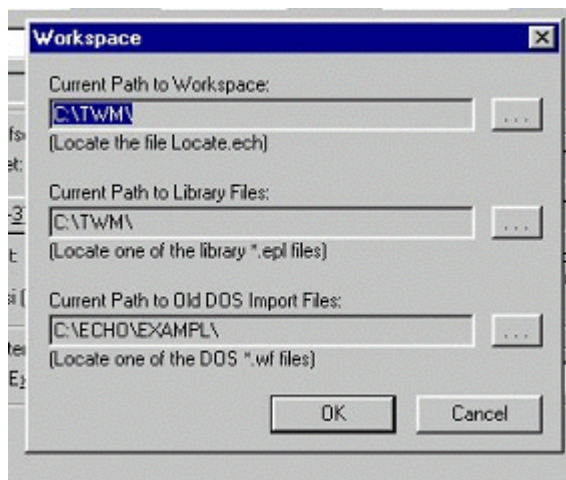 Workspace
Current Path to Workspace:
C:\TWM\
...
(Locate the file Locate.ech)
Current Path to Library Files:
C:\TWM\
...
(Locate one of the library *.epl files)
Current Path to Old DOS Import Files:
C:\ECHO\EXAMPL\
...
(Locate one of the DOS *.wf files)
OK
Cancel